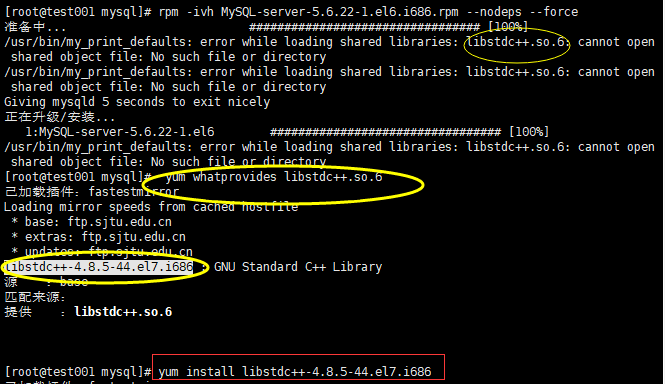 [root@test001 mysql]# rpm -ivh MySQL-server-5.6.22-1.el6.i686.rpm --nodeps --force
准备中... ################################# [100%]
/usr/bin/my_print_defaults: error while loading shared libraries: libstdc++.so.6: cannot open
shared object file: No such file or directory
/usr/bin/my_print_defaults: error while loading shared libraries: libstdc++.so.6: cannot open
shared object file: No such file or directory
Giving mysqld 5 seconds to exit nicely
正在升级/安装...
1:MySQL-server-5.6.22-1.el6 ################################# [100%]
/usr/bin/my_print_defaults: error while loading shared libraries: libstdc++.so.6: cannot open
shared object file: No such file or directory
[root@test001 mysql]# yum whatprovides libstdc++.so.6
已加载插件：fastestmirror
Loading mirror speeds from cached hostfile
* base: ftp.sjtu.edu.cn
* extras: ftp.sjtu.edu.cn
* updates: ftp.sjtu.edu.cn
libstdc++-4.8.5-44.el7.i686 : GNU Standard C++ Library
源 ：base
匹配来源：
提供 ：libstdc++.so.6
[root@test001 mysql]# yum install libstdc++-4.8.5-44.el7.i686